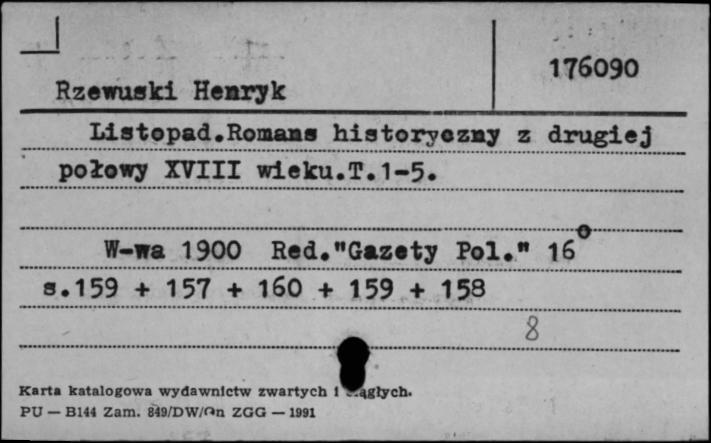 176090
Rzewuski Henryk
Listopad.Romans historyczny z drugiej
połowy XVIII wieku.T.1-5.
W-wa 1900 Red."Gazety Pol." 16°
s.159 + 157 + 160 + 159 + 158
8
Karta katalogowa wydawnictw zwartych i ciągłych.
PU — B144 Zam. 849/DW/On ZGG — 1991